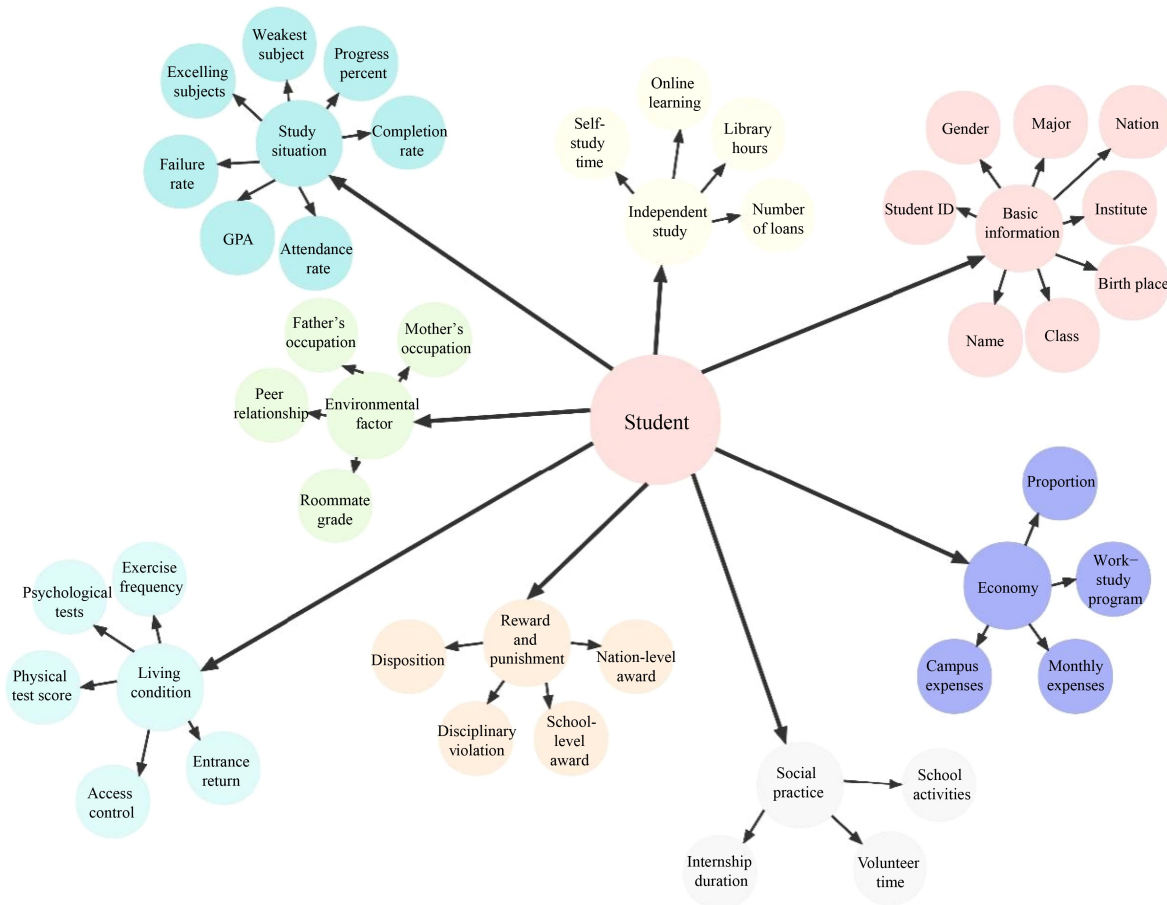 Weakest
subject
Progress
percent
Excelling
subjects
Study
situation
Completion
rate
Failure
rate
GPA
Attendance
rate
Online
learning
Self-
study
time
Library
hours
Independent
study
Number
of loans
Gender
Major
Nation
Student ID
Basic
information
Institute
Birth place
Name
Class
Father’s
occupation
Mother’s
occupation
Peer
relationship
Environmental
factor
Roommate
grade
Student
Proportion
Economy
Work−
study
program
Campus
expenses
Monthly
expenses
Exercise
frequency
Psychological
tests
Physical
test score
Living
condition
Entrance
return
Access
control
Reward
and
punishment
Disposition
Nation-level
award
Disciplinary
violation
School-
level
award
Social
practice
School
activities
Internship
duration
Volunteer
time